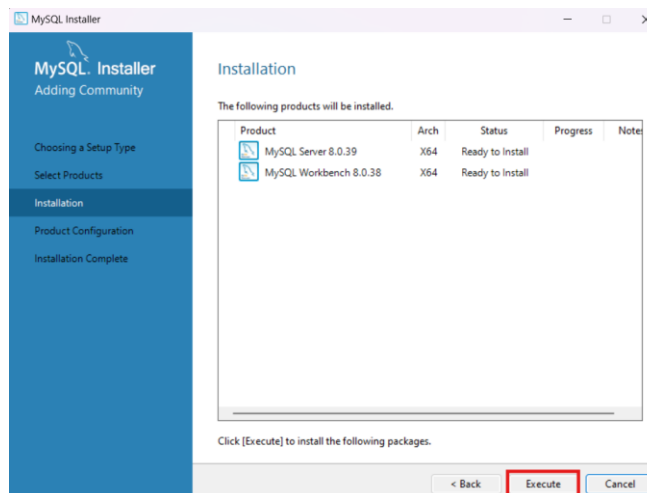 MySQL Installer
MySQL. Installer
Adding Community
Choosing a Setup Type
Select Products
Installation
Product Configuration
Installation Complete
Installation
The following products will be installed.
Product Arch Status Progress Notes
MySQL Server 8.0.39 X64 Ready to Install
MySQL Workbench 8.0.38 X64 Ready to Install
Click [Execute] to install the following packages.
< Back Execute Cancel